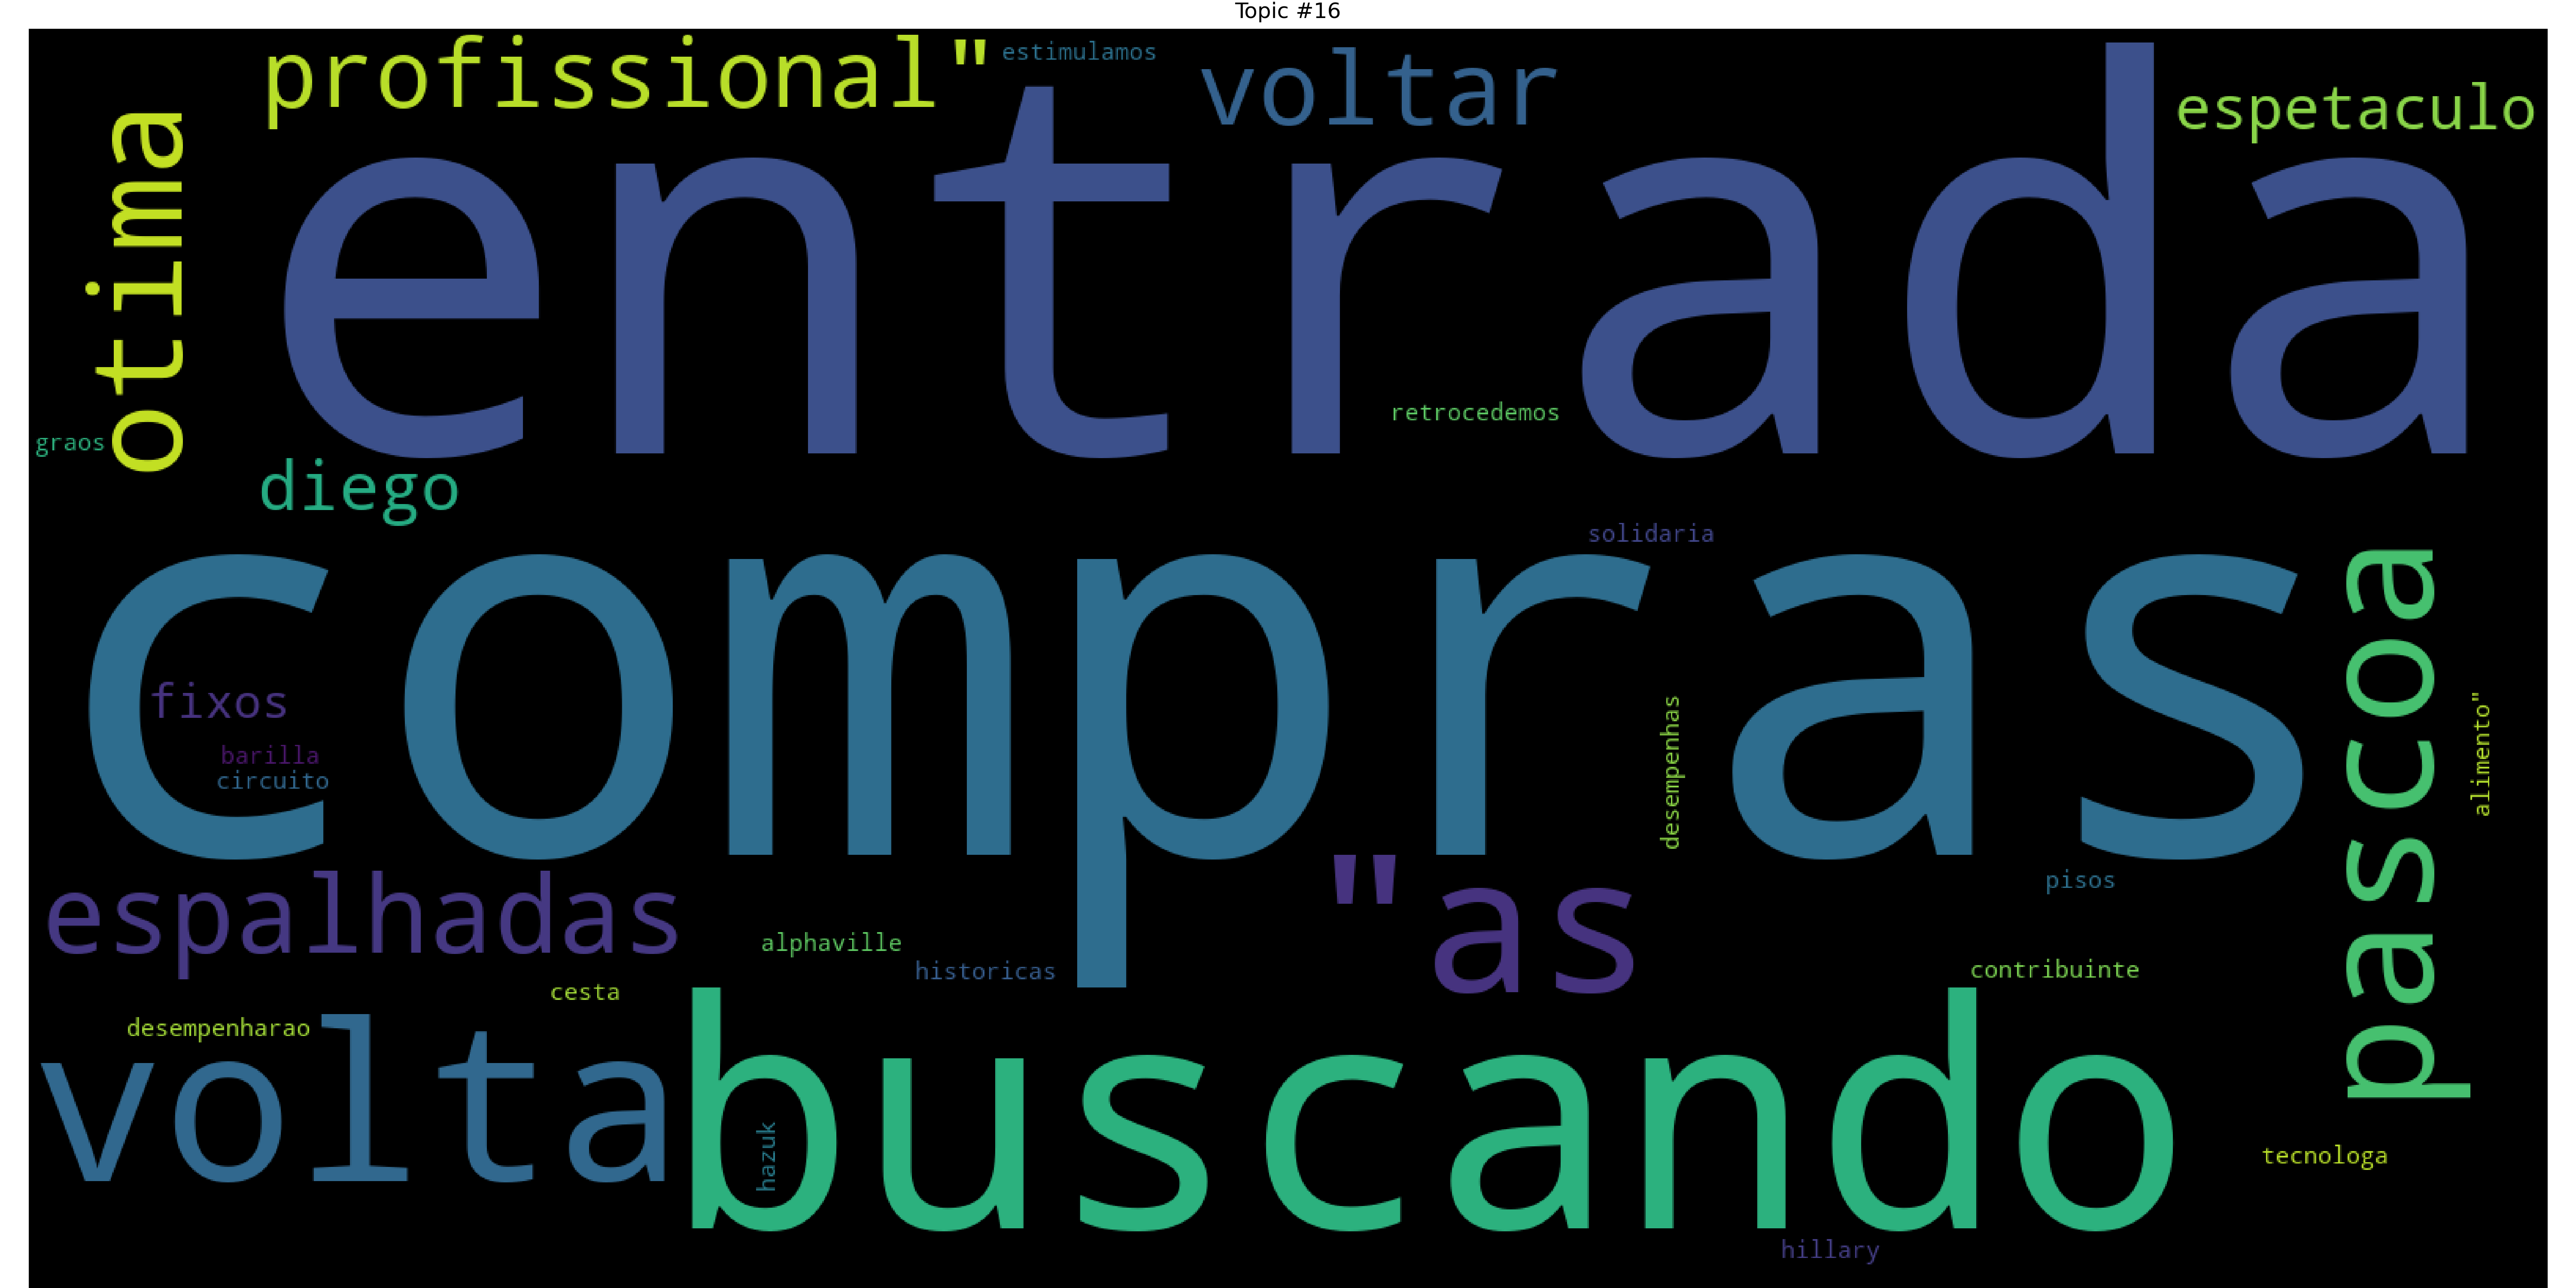 Topic #16
profissional"
estimulamos
voltar
espetaculo
otima
entrada
retrocedemos
graos
diego
solidaria
compras
pascoa
fixos
barilla
circuito
desempenhas
alimento"
espalhadas
"as
pisos
alphaville
historicas
contribuinte
cesta
desempenharao
volta
buscando
hazuk
tecnologa
hillary